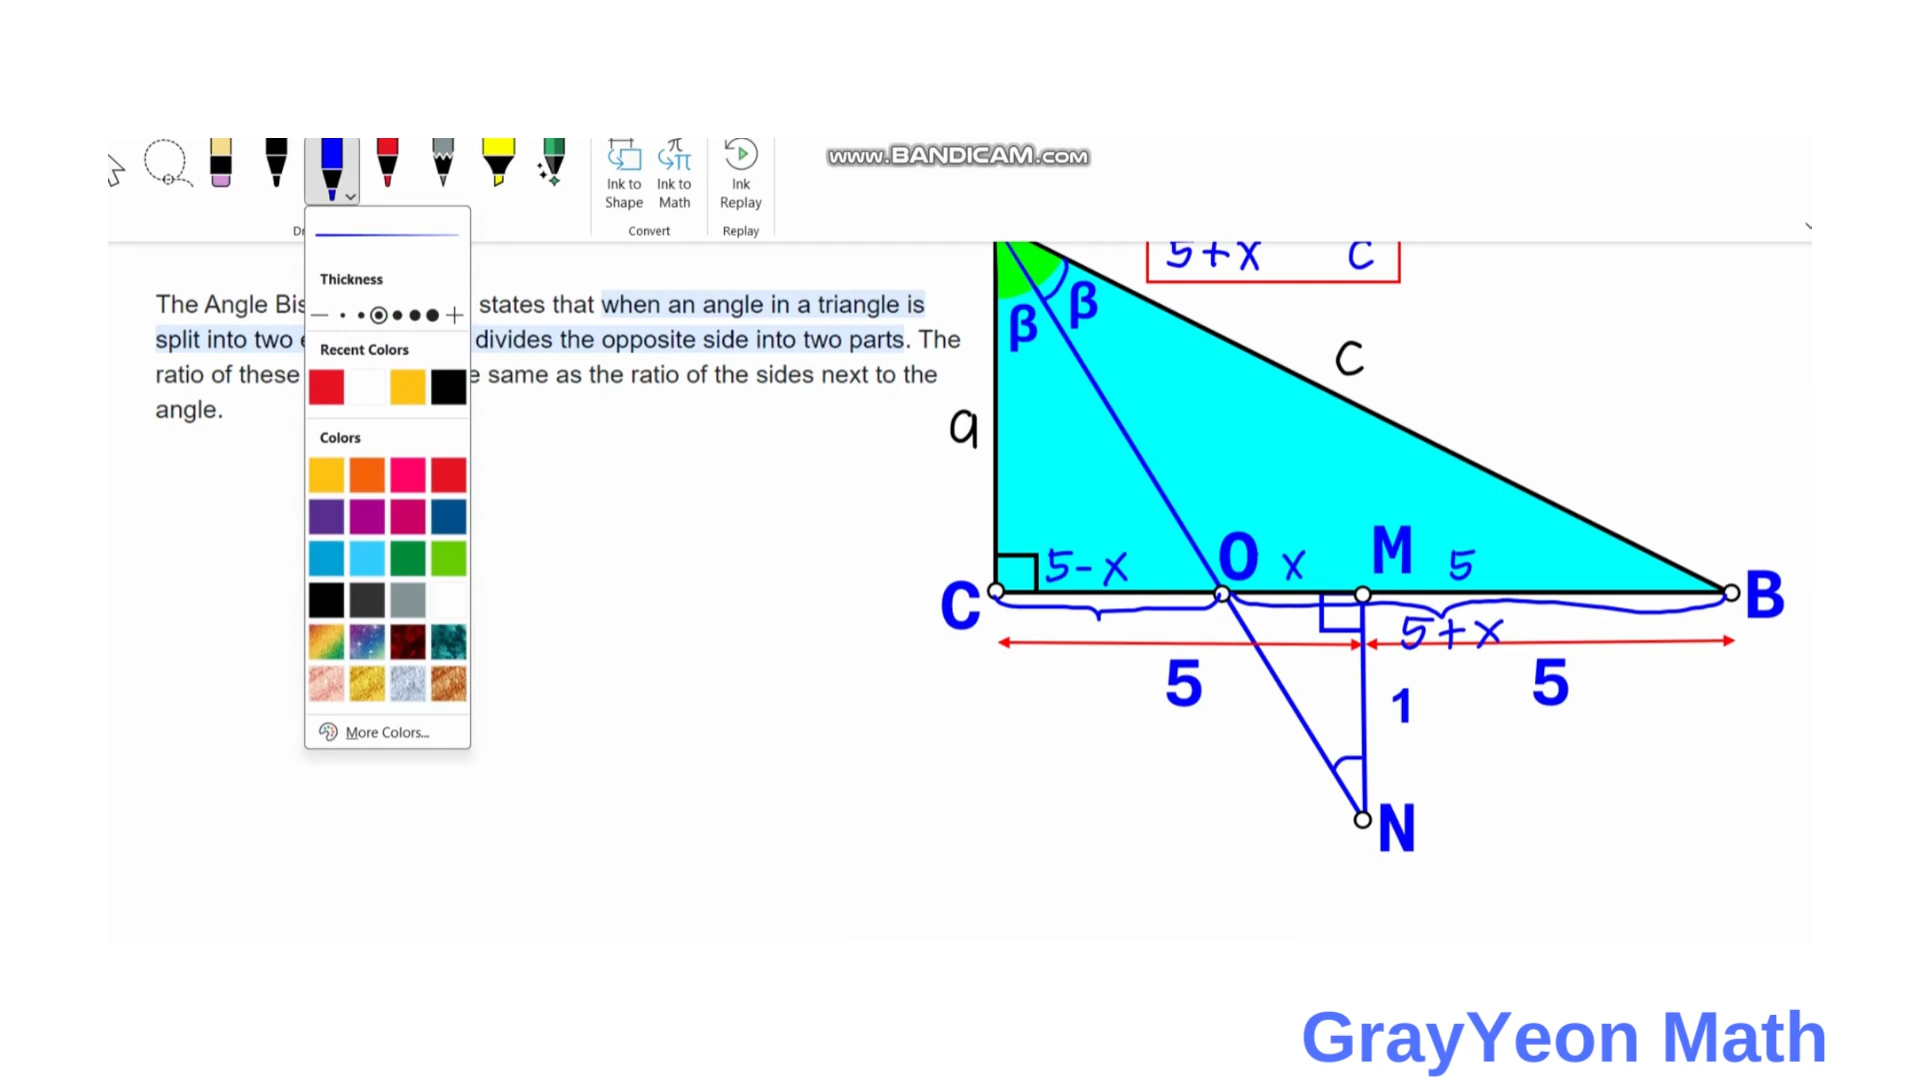 www.BANDICAM.com
Ink to Shape
Ink to Math
Ink Replay
Convert
Replay
Thickness
The Angle Bis states that when an angle in a triangle is
split into two divides the opposite side into two parts. The
ratio of these same as the ratio of the sides next to the
angle.
Recent Colors
Colors
More Colors...
5+x c
β β
c
a
5-x O x M 5
C B
5+x
5 5
1
N
GrayYeon Math